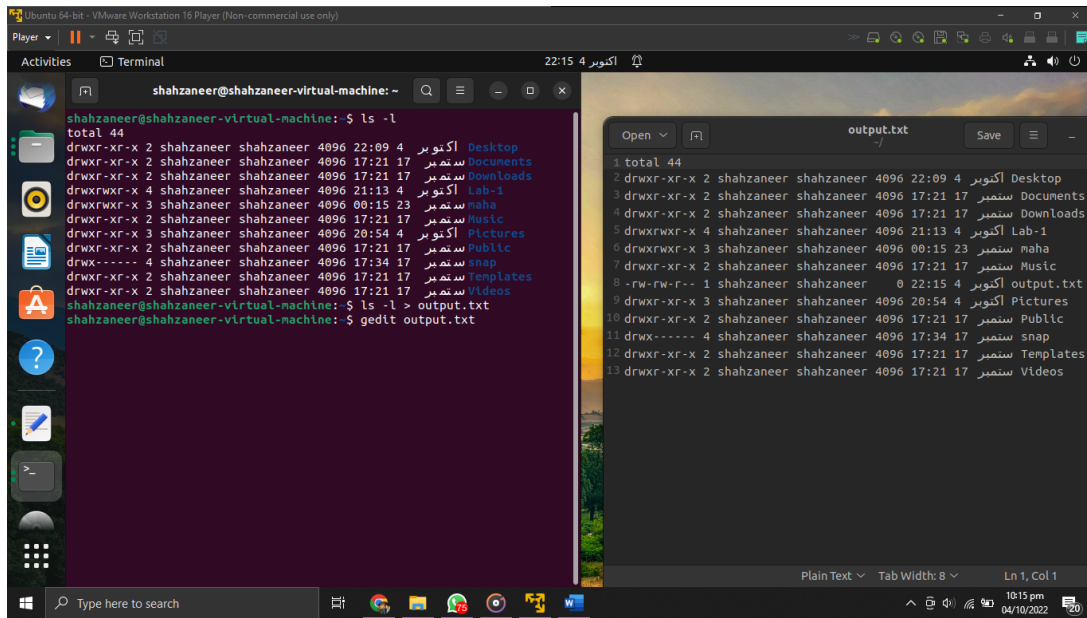 Ubuntu 64-bit - VMware Workstation 16 Player (Non-commercial use only)
Player
Activities Terminal 22:15 4 اکتوبر
shahzaneer@shahzaneer-virtual-machine: ~
shahzaneer@shahzaneer-virtual-machine:~$ ls -l
total 44
drwxr-xr-x 2 shahzaneer shahzaneer 4096 22:09 4 اکتوبر Desktop
drwxr-xr-x 2 shahzaneer shahzaneer 4096 17:21 17 ستمبر Documents
drwxr-xr-x 2 shahzaneer shahzaneer 4096 17:21 17 ستمبر Downloads
drwxrwxr-x 4 shahzaneer shahzaneer 4096 21:13 4 اکتوبر Lab-1
drwxrwxr-x 3 shahzaneer shahzaneer 4096 00:15 23 ستمبر maha
drwxr-xr-x 2 shahzaneer shahzaneer 4096 17:21 17 ستمبر Music
drwxr-xr-x 3 shahzaneer shahzaneer 4096 20:54 4 اکتوبر Pictures
drwxr-xr-x 2 shahzaneer shahzaneer 4096 17:21 17 ستمبر Public
drwx------ 4 shahzaneer shahzaneer 4096 17:34 17 ستمبر snap
drwxr-xr-x 2 shahzaneer shahzaneer 4096 17:21 17 ستمبر Templates
drwxr-xr-x 2 shahzaneer shahzaneer 4096 17:21 17 ستمبر Videos
shahzaneer@shahzaneer-virtual-machine:~$ ls -l > output.txt
shahzaneer@shahzaneer-virtual-machine:~$ gedit output.txt
Open output.txt Save
~/
1 total 44
2 drwxr-xr-x 2 shahzaneer shahzaneer 4096 22:09 4 اکتوبر Desktop
3 drwxr-xr-x 2 shahzaneer shahzaneer 4096 17:21 17 ستمبر Documents
4 drwxr-xr-x 2 shahzaneer shahzaneer 4096 17:21 17 ستمبر Downloads
5 drwxrwxr-x 4 shahzaneer shahzaneer 4096 21:13 4 اکتوبر Lab-1
6 drwxrwxr-x 3 shahzaneer shahzaneer 4096 00:15 23 ستمبر maha
7 drwxr-xr-x 2 shahzaneer shahzaneer 4096 17:21 17 ستمبر Music
8 -rw-rw-r-- 1 shahzaneer shahzaneer 0 22:15 4 اکتوبر output.txt
9 drwxr-xr-x 3 shahzaneer shahzaneer 4096 20:54 4 اکتوبر Pictures
10 drwxr-xr-x 2 shahzaneer shahzaneer 4096 17:21 17 ستمبر Public
11 drwx------ 4 shahzaneer shahzaneer 4096 17:34 17 ستمبر snap
12 drwxr-xr-x 2 shahzaneer shahzaneer 4096 17:21 17 ستمبر Templates
13 drwxr-xr-x 2 shahzaneer shahzaneer 4096 17:21 17 ستمبر Videos
Plain Text Tab Width: 8 Ln 1, Col 1
Type here to search
75
10:15 pm
04/10/2022
20